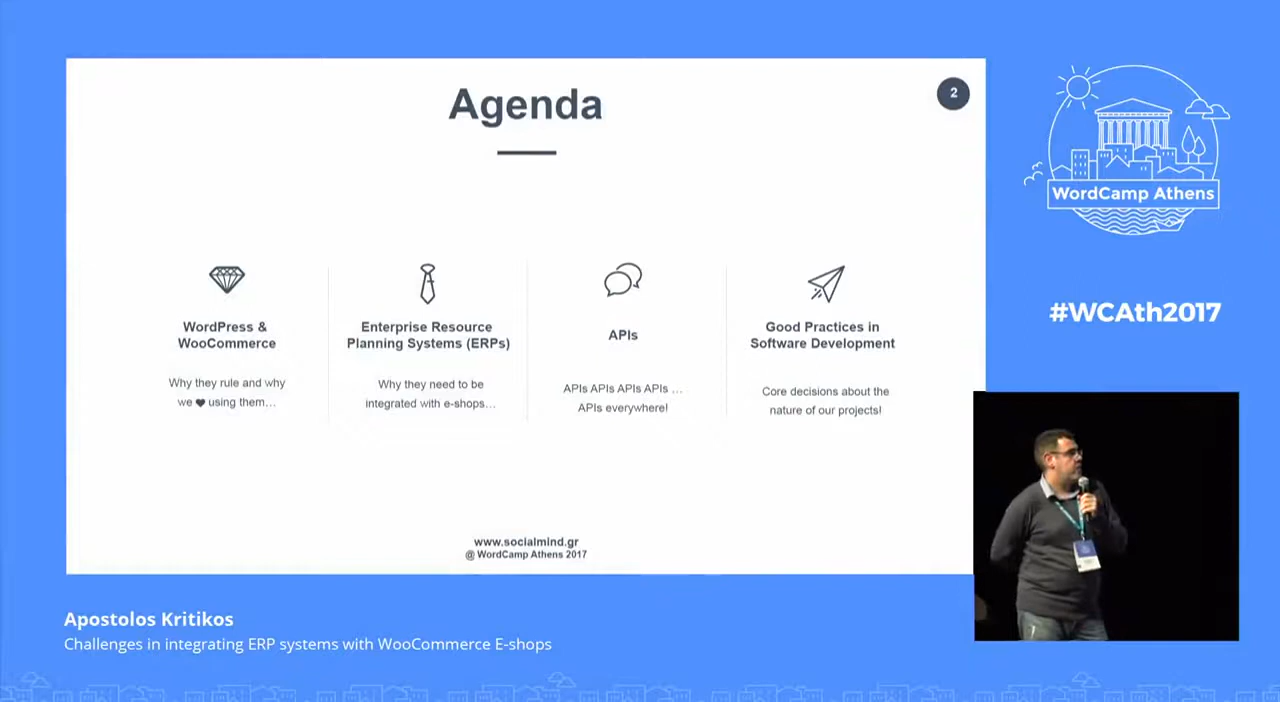 Agenda
2
WordPress &
WooCommerce
Why they rule and why
we ♥ using them…
Enterprise Resource
Planning Systems (ERPs)
Why they need to be
integrated with e-shops…
APIs
APIs APIs APIs APIs …
APIs everywhere!
Good Practices in
Software Development
Core decisions about the
nature of our projects!
www.socialmind.gr
@ WordCamp Athens 2017
WordCamp Athens
#WCAth2017
Apostolos Kritikos
Challenges in integrating ERP systems with WooCommerce E-shops